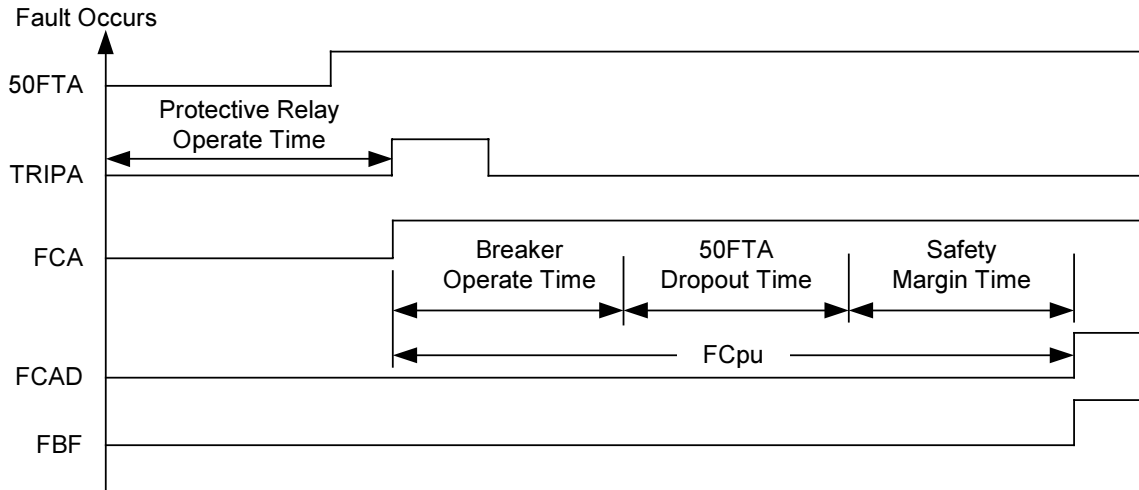 Fault Occurs
50FTA
Protective Relay
Operate Time
TRIPA
FCA
Breaker
Operate Time
50FTA
Dropout Time
Safety
Margin Time
FCpu
FCAD
FBF